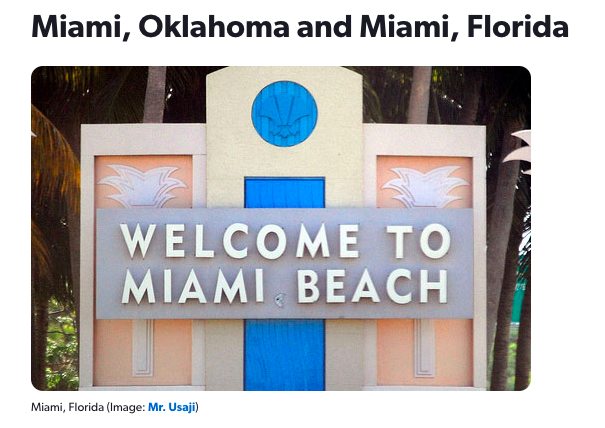 Miami, Oklahoma and Miami, Florida
WELCOME TO
MIAMI BEACH
Miami, Florida (Image: Mr. Usaji)